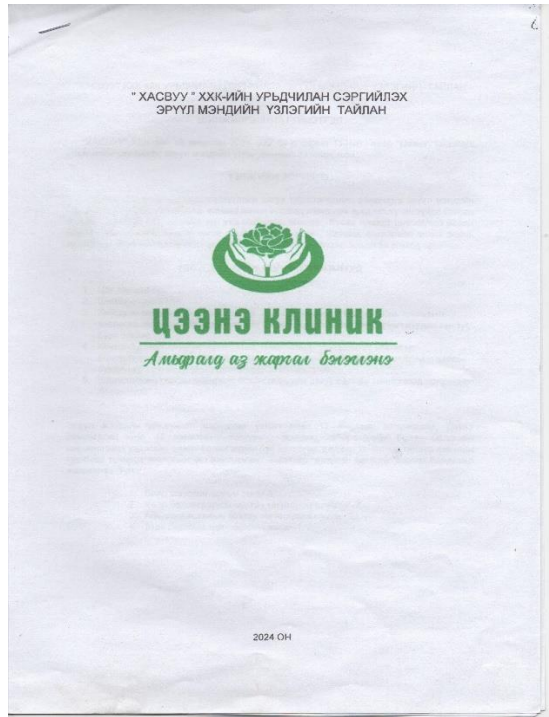 " ХАСВУУ " ХХК-ИЙН УРЬДЧИЛАН СЭРГИЙЛЭХ
ЭРҮҮЛ МЭНДИЙН ҮЗЛЭГИЙН ТАЙЛАН
ЦЭЭНЭ КЛИНИК
Амьдралд аз жаргал бэлэглэнэ
2024 ОН